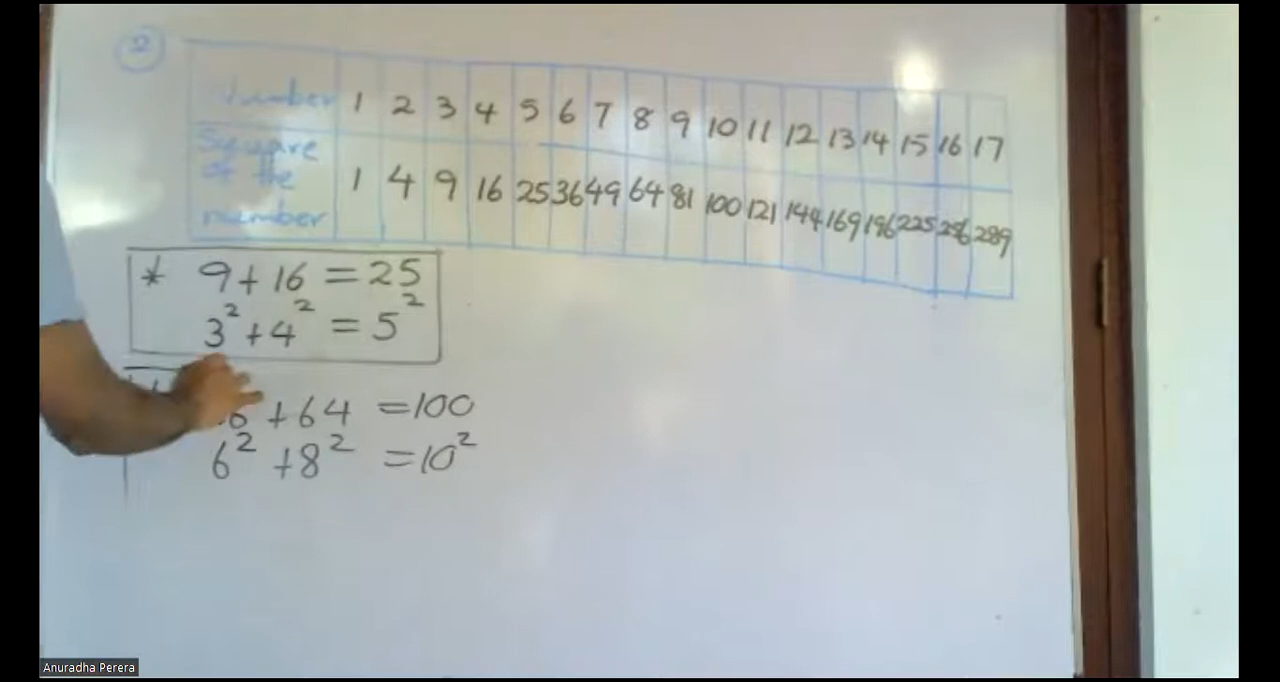 2
Number 1 2 3 4 5 6 7 8 9 10 11 12 13 14 15 16 17
Square
of the
number 1 4 9 16 25 36 49 64 81 100 121 144 169 196 225 256 289
* 9+16 = 25
3² + 4² = 5²
6 + 64 = 100
6² + 8² = 10²
Anuradha Perera